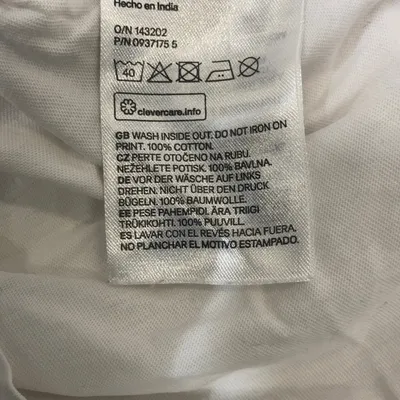 Hecho en India
O/N 143202
P/N 0937175 5
40
clevercare.info
GB WASH INSIDE OUT. DO NOT IRON ON
PRINT. 100% COTTON.
CZ PERTE OTOČENO NA RUBU.
NEŽEHLETE POTISK. 100% BAVLNA.
DE VOR DER WÄSCHE AUF LINKS
DREHEN. NICHT ÜBER DEN DRUCK
BÜGELN. 100% BAUMWOLLE.
EE PESE PAHEMPIDI. ÄRA TRIIGI
TRÜKIKOHTI. 100% PUUVILL.
ES LAVAR CON EL REVÉS HACIA FUERA.
NO PLANCHAR EL MOTIVO ESTAMPADO.